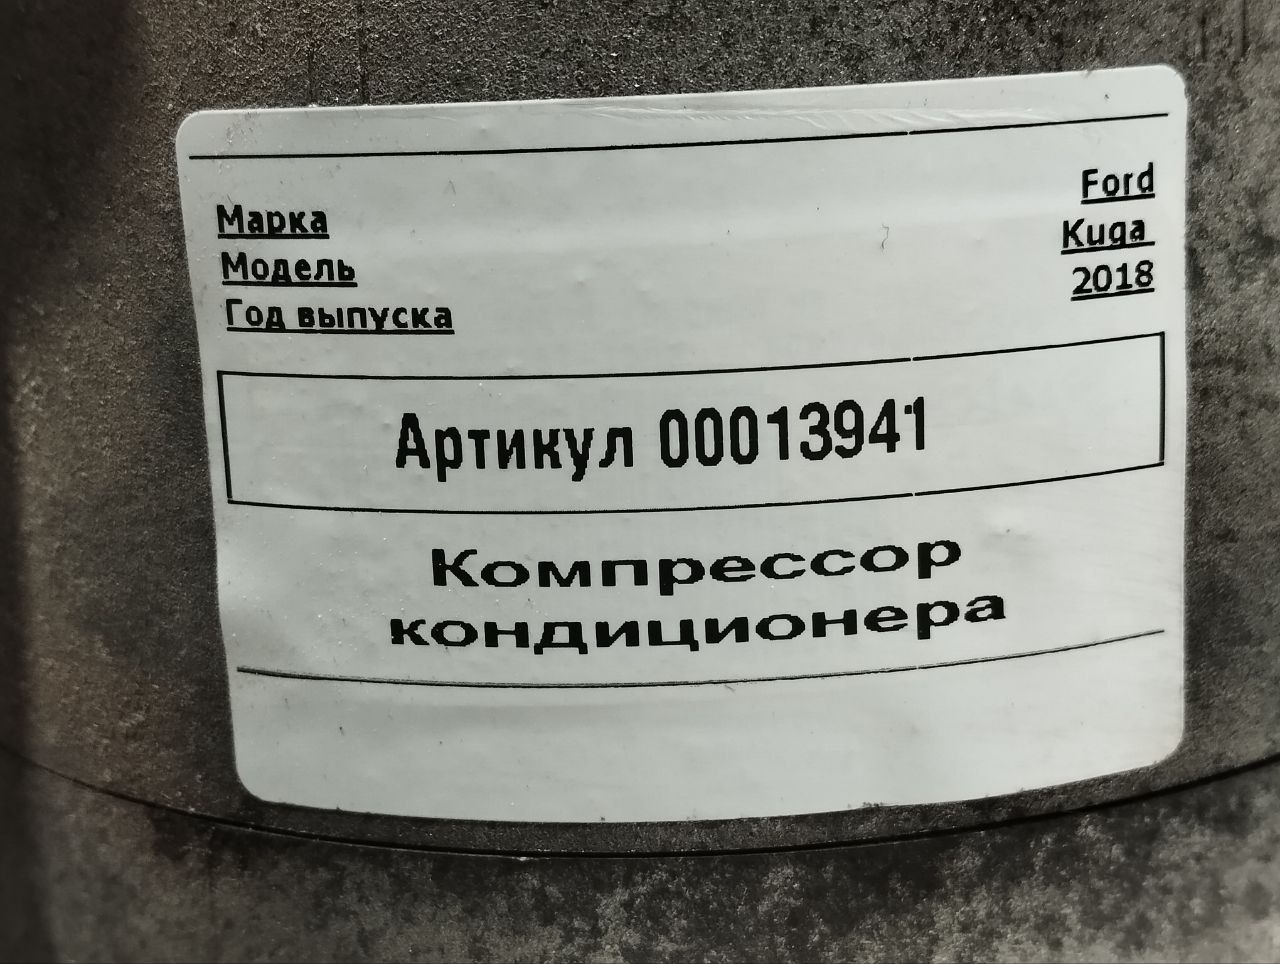 Марка Ford
Модель Kuga
Год выпуска 2018
Артикул 00013941
Компрессор
кондиционера